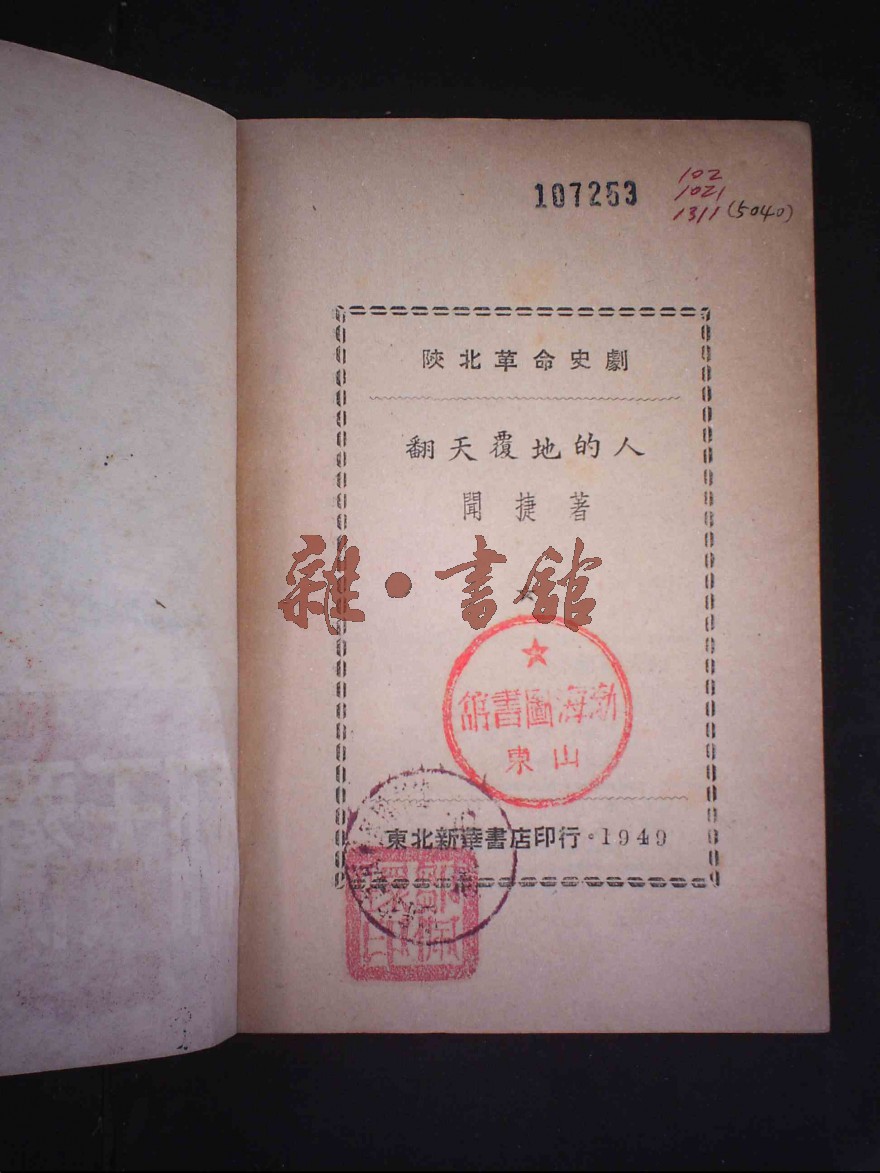 107253
102
1021
1311 (5040)
陝北革命史劇
翻天覆地的人
聞捷著
雜·書館
渤海圖書館
山東
東北新華書店印行·1949